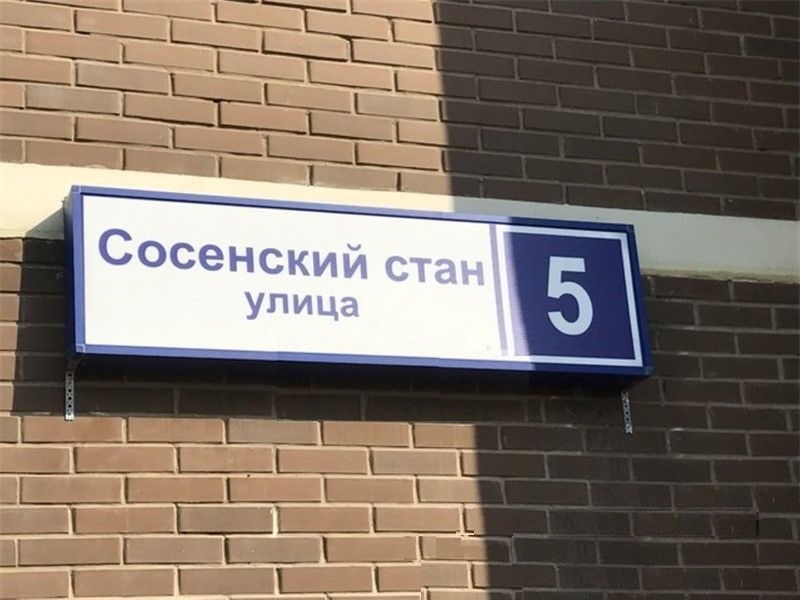 Сосенский стан
улица
5